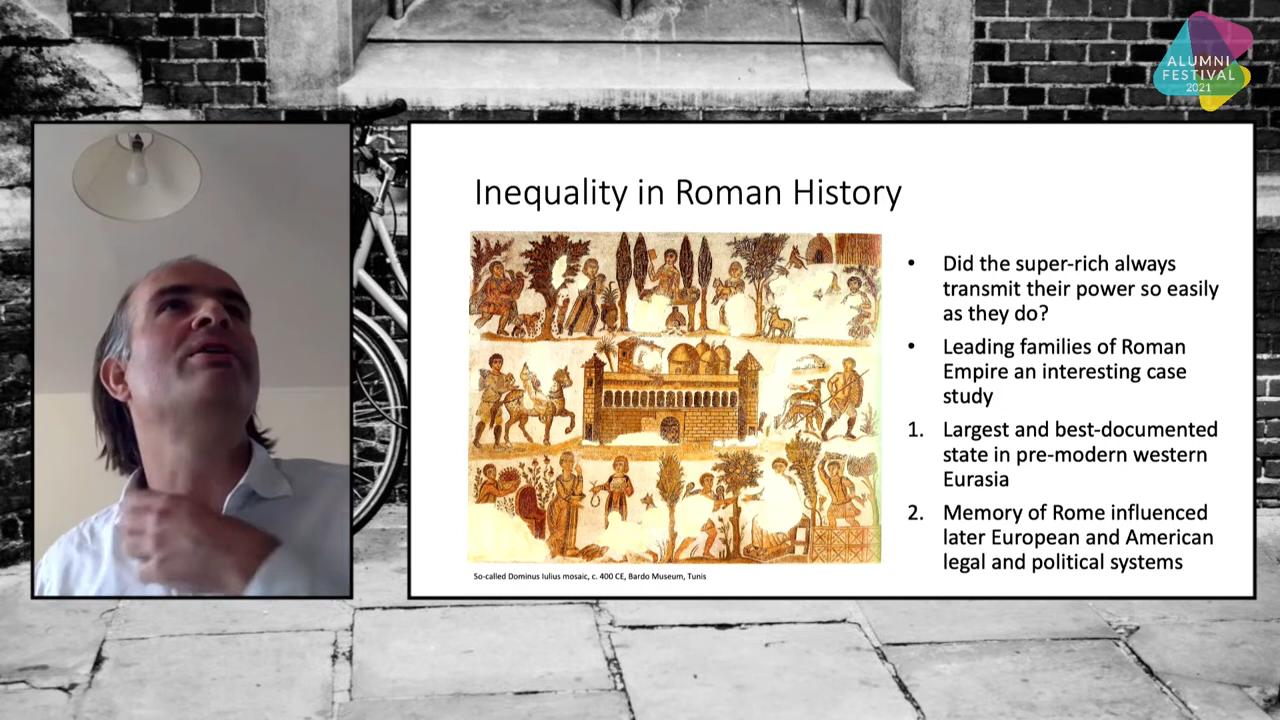 ALUMNI
FESTIVAL
2021
Inequality in Roman History
• Did the super-rich always
transmit their power so easily
as they do?
• Leading families of Roman
Empire an interesting case
study
1. Largest and best-documented
state in pre-modern western
Eurasia
2. Memory of Rome influenced
later European and American
legal and political systems
So-called Dominus Iulius mosaic, c. 400 CE, Bardo Museum, Tunis